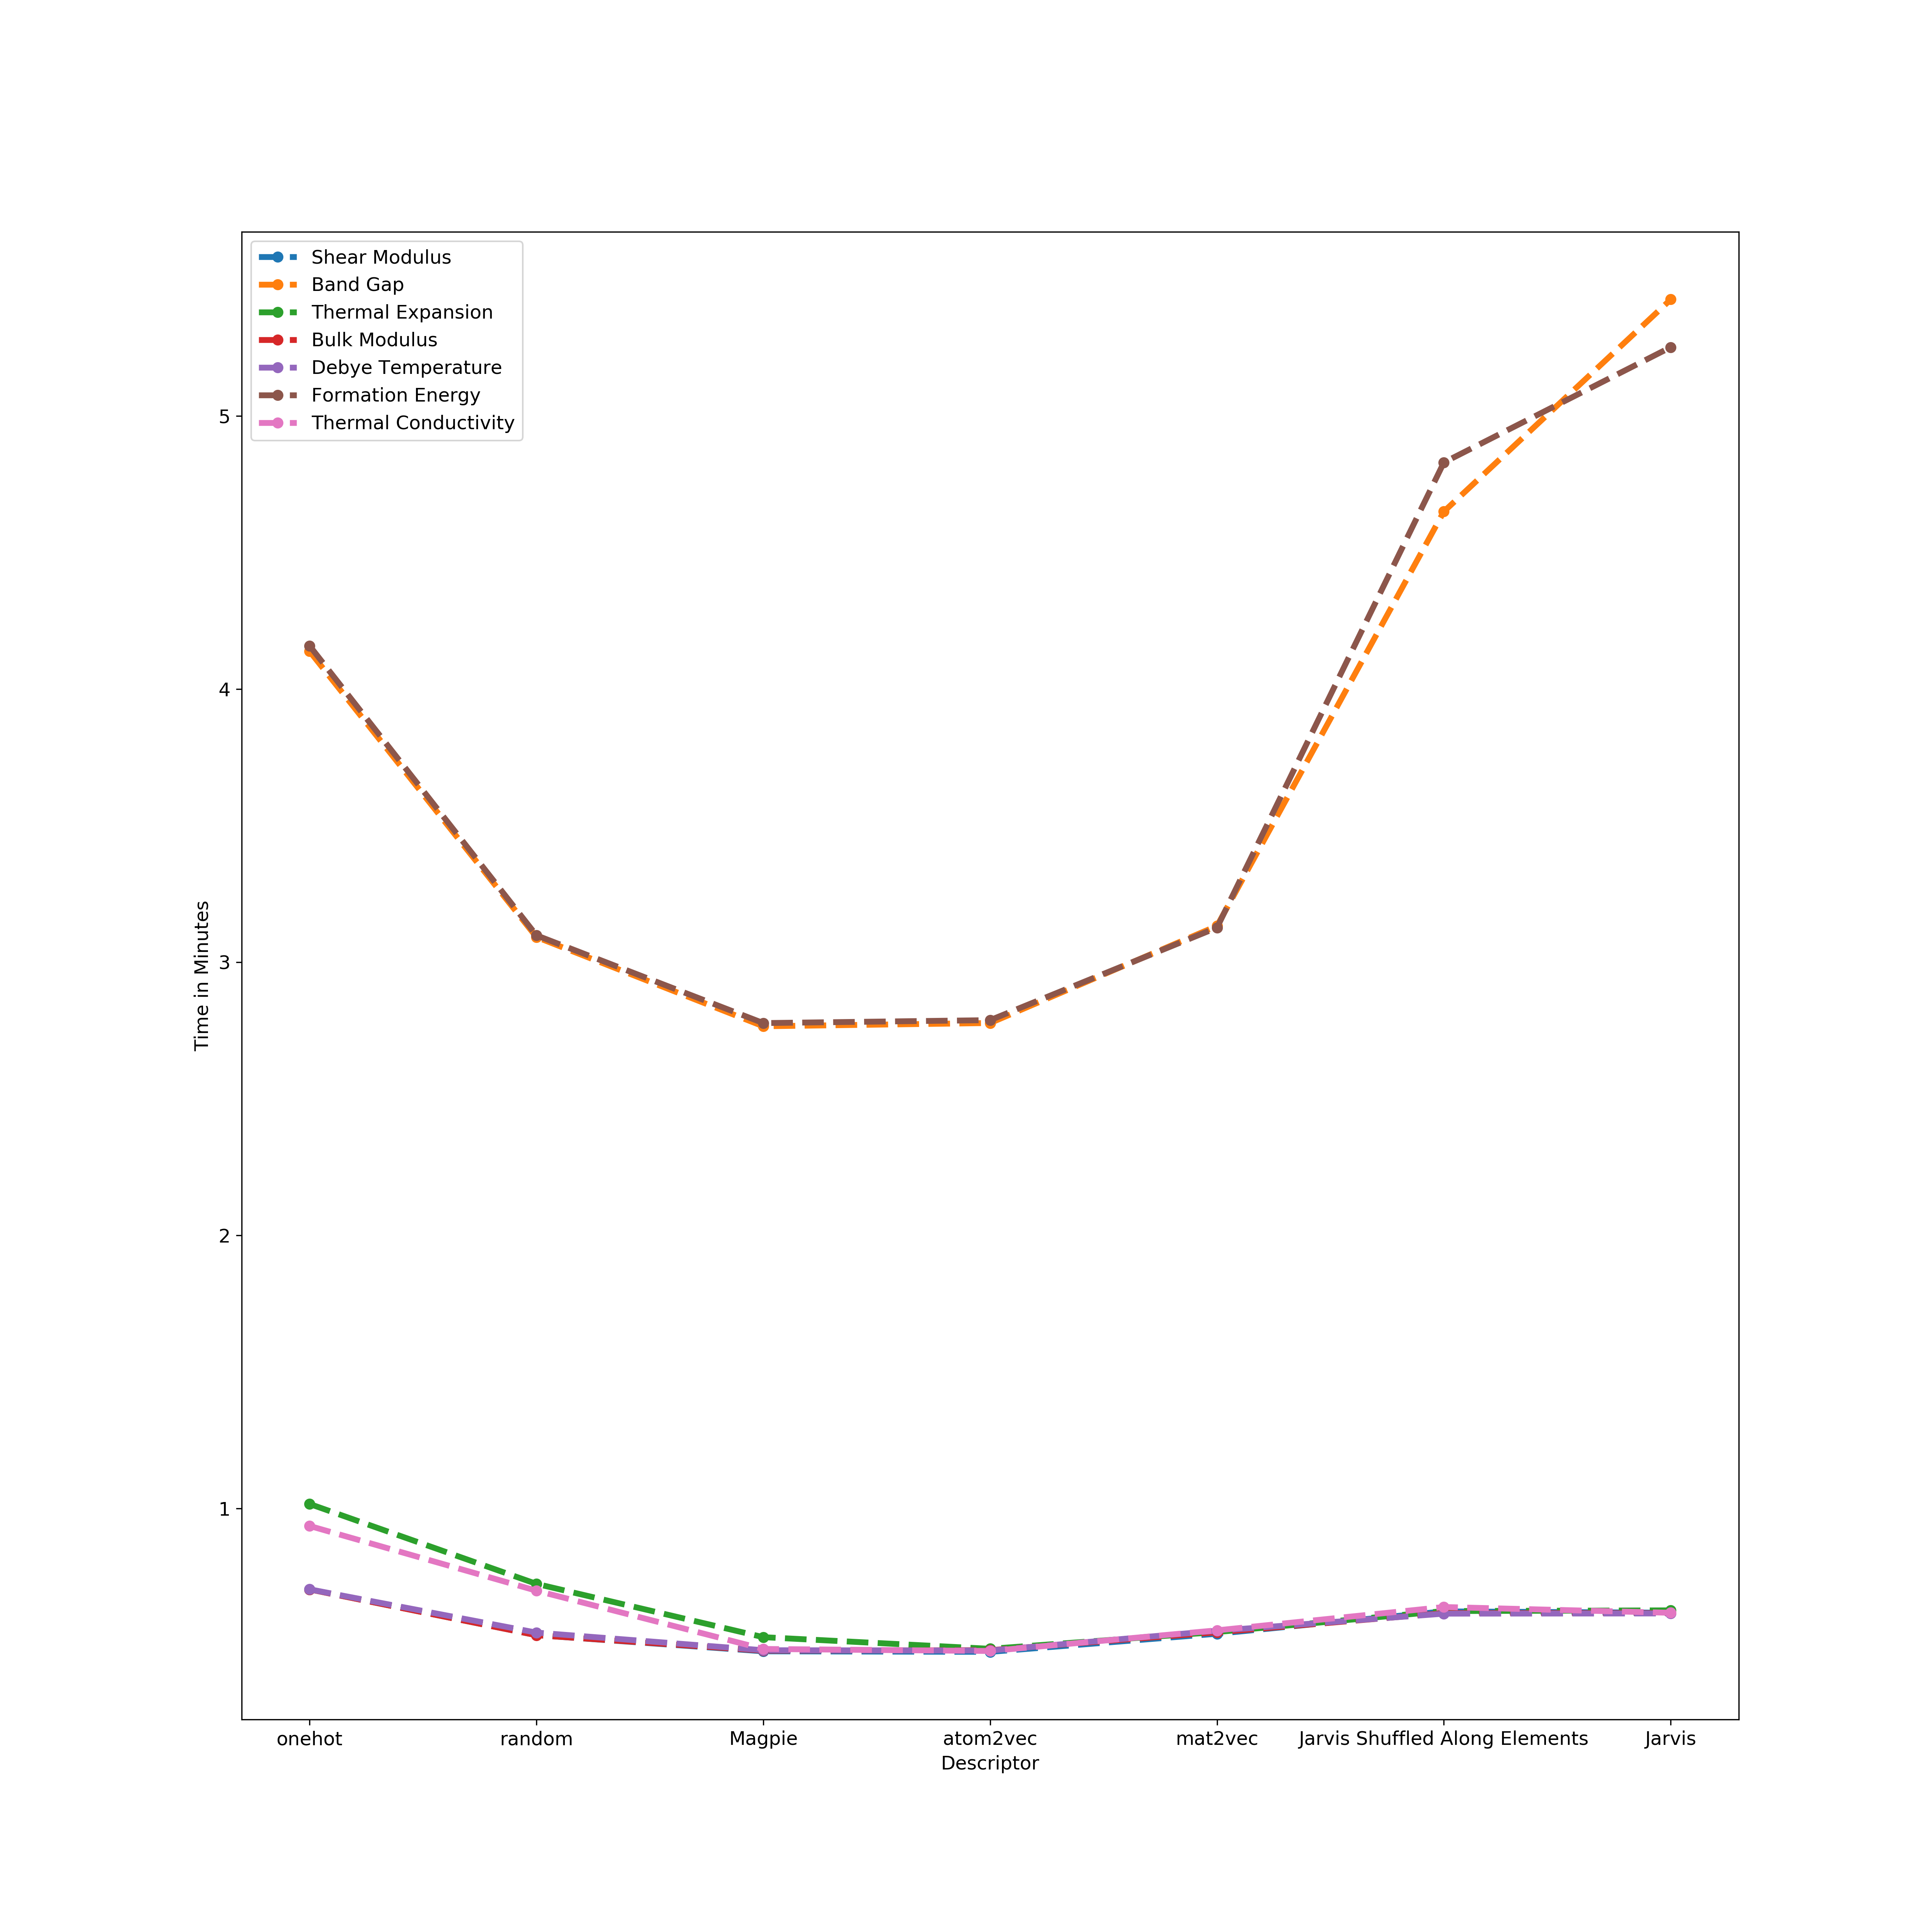 Shear Modulus
Band Gap
Thermal Expansion
Bulk Modulus
Debye Temperature
Formation Energy
Thermal Conductivity
5
4
3
2
1
Time in Minutes
onehot random Magpie atom2vec mat2vec Jarvis Shuffled Along Elements Jarvis
Descriptor